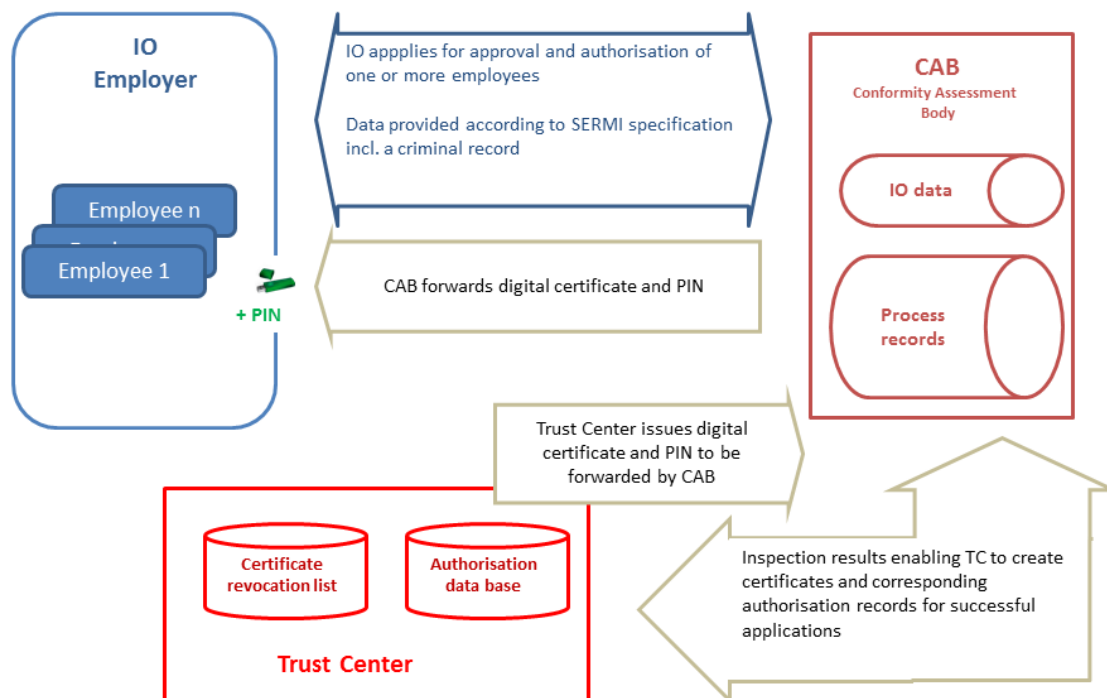 IO
Employer
Employee n
Employee 1
+ PIN
IO appplies for approval and authorisation of
one or more employees
Data provided according to SERMI specification
incl. a criminal record
CAB forwards digital certificate and PIN
CAB
Conformity Assessment
Body
IO data
Process
records
Trust Center issues digital
certificate and PIN to be
forwarded by CAB
Inspection results enabling TC to create
certificates and corresponding
authorisation records for successful
applications
Certificate
revocation list
Authorisation
data base
Trust Center